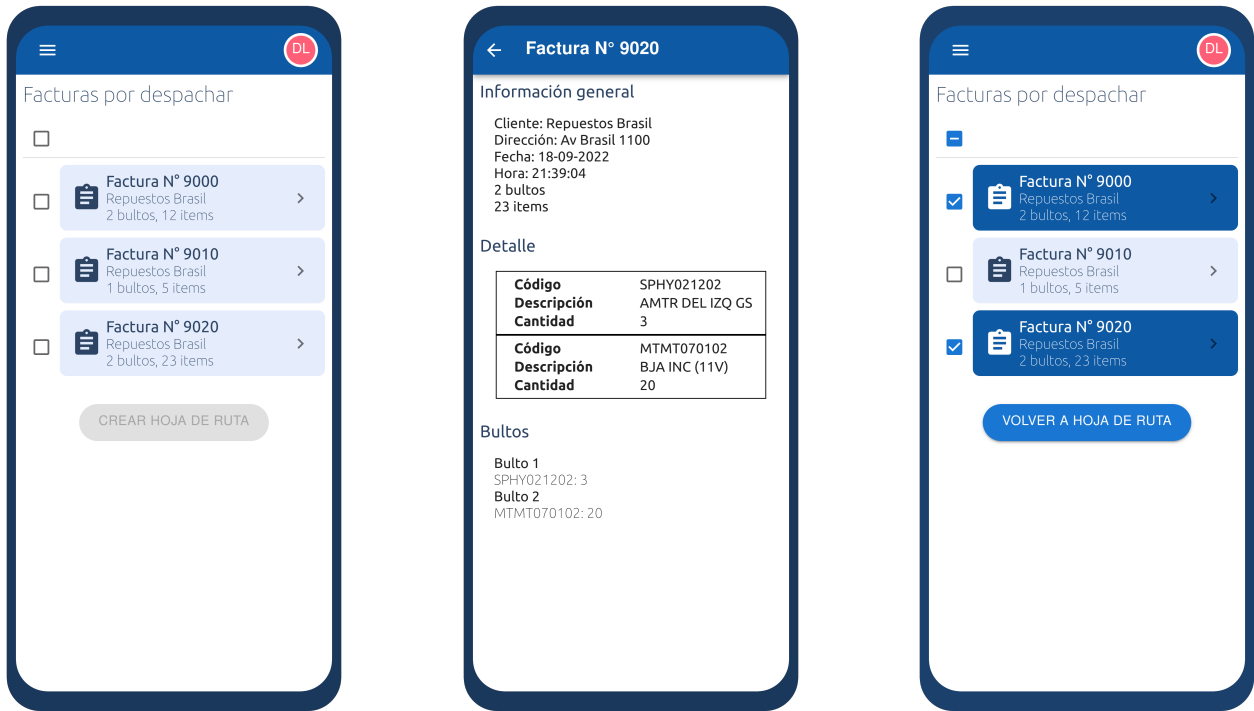 DL
Facturas por despachar
Factura N° 9000
Repuestos Brasil
2 bultos, 12 items
Factura N° 9010
Repuestos Brasil
1 bultos, 5 items
Factura N° 9020
Repuestos Brasil
2 bultos, 23 items
CREAR HOJA DE RUTA
Factura N° 9020
Información general
Cliente: Repuestos Brasil
Dirección: Av Brasil 1100
Fecha: 18-09-2022
Hora: 21:39:04
2 bultos
23 items
Detalle
Código SPHY021202
Descripción AMTR DEL IZQ GS
Cantidad 3
Código MTMT070102
Descripción BJA INC (11V)
Cantidad 20
Bultos
Bulto 1
SPHY021202: 3
Bulto 2
MTMT070102: 20
DL
Facturas por despachar
Factura N° 9000
Repuestos Brasil
2 bultos, 12 items
Factura N° 9010
Repuestos Brasil
1 bultos, 5 items
Factura N° 9020
Repuestos Brasil
2 bultos, 23 items
VOLVER A HOJA DE RUTA